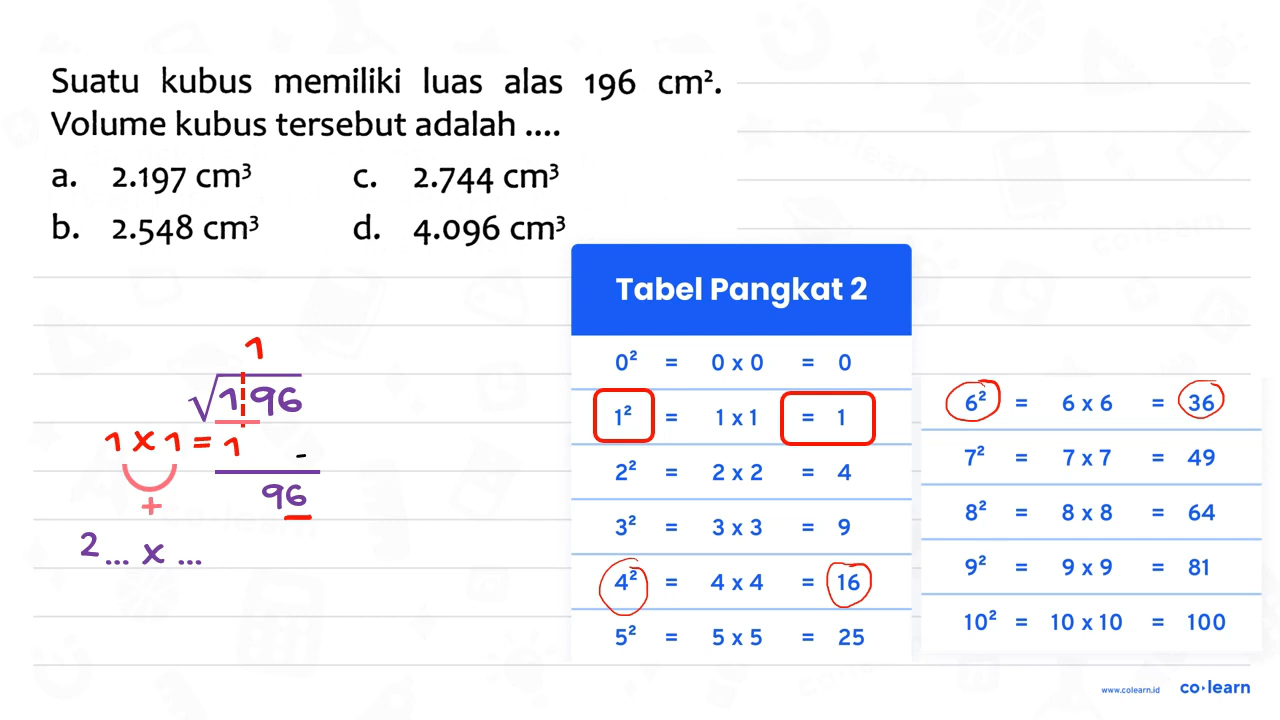 Suatu kubus memiliki luas alas 196 cm².
Volume kubus tersebut adalah ....
a. 2.197 cm³ c. 2.744 cm³
b. 2.548 cm³ d. 4.096 cm³
1
√196
1 x 1 = 1
-
96
+
2... x ...
Tabel Pangkat 2
0² = 0 x 0 = 0
1² = 1 x 1 = 1
2² = 2 x 2 = 4
3² = 3 x 3 = 9
4² = 4 x 4 = 16
5² = 5 x 5 = 25
6² = 6 x 6 = 36
7² = 7 x 7 = 49
8² = 8 x 8 = 64
9² = 9 x 9 = 81
10² = 10 x 10 = 100
www.colearn.id co·learn